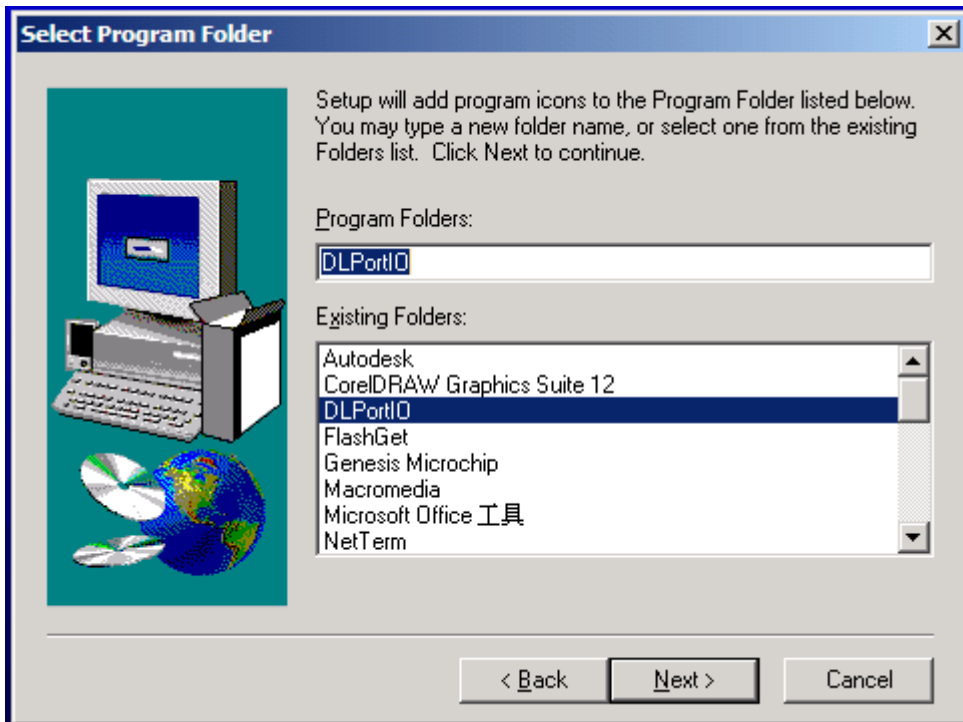 Select Program Folder
Setup will add program icons to the Program Folder listed below.
You may type a new folder name, or select one from the existing
Folders list. Click Next to continue.
Program Folders:
DLPortIO
Existing Folders:
Autodesk
CorelDRAW Graphics Suite 12
DLPortIO
FlashGet
Genesis Microchip
Macromedia
Microsoft Office 工具
NetTerm
< Back
Next >
Cancel